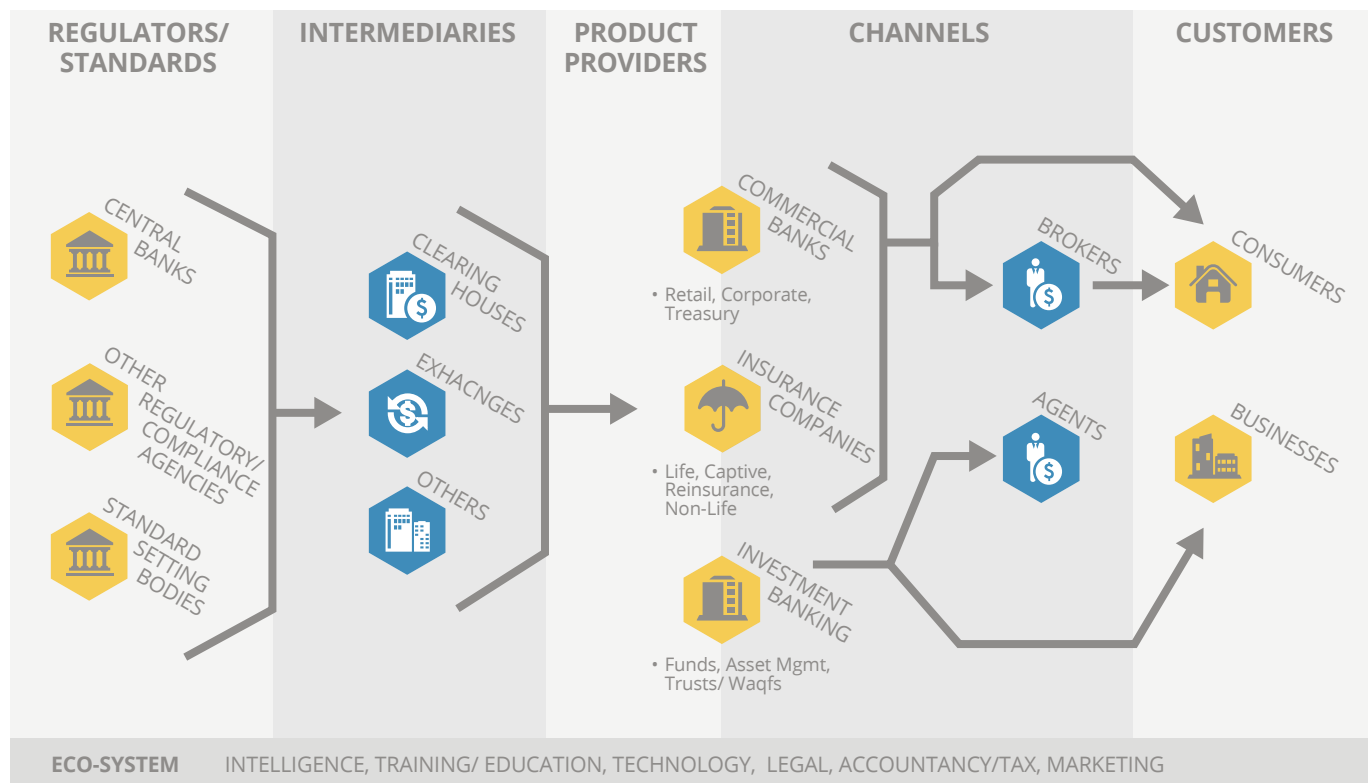 REGULATORS/
STANDARDS
INTERMEDIARIES
PRODUCT
PROVIDERS
CHANNELS
CUSTOMERS
CENTRAL
BANKS
OTHER
REGULATORY/
COMPLIANCE
AGENCIES
STANDARD
SETTING
BODIES
CLEARING
HOUSES
EXHACNGES
OTHERS
COMMERCIAL
BANKS
• Retail, Corporate,
Treasury
INSURANCE
COMPANIES
• Life, Captive,
Reinsurance,
Non-Life
INVESTMENT
BANKING
• Funds, Asset Mgmt,
Trusts/ Waqfs
BROKERS
AGENTS
CONSUMERS
BUSINESSES
ECO-SYSTEM INTELLIGENCE, TRAINING/ EDUCATION, TECHNOLOGY, LEGAL, ACCOUNTANCY/TAX, MARKETING